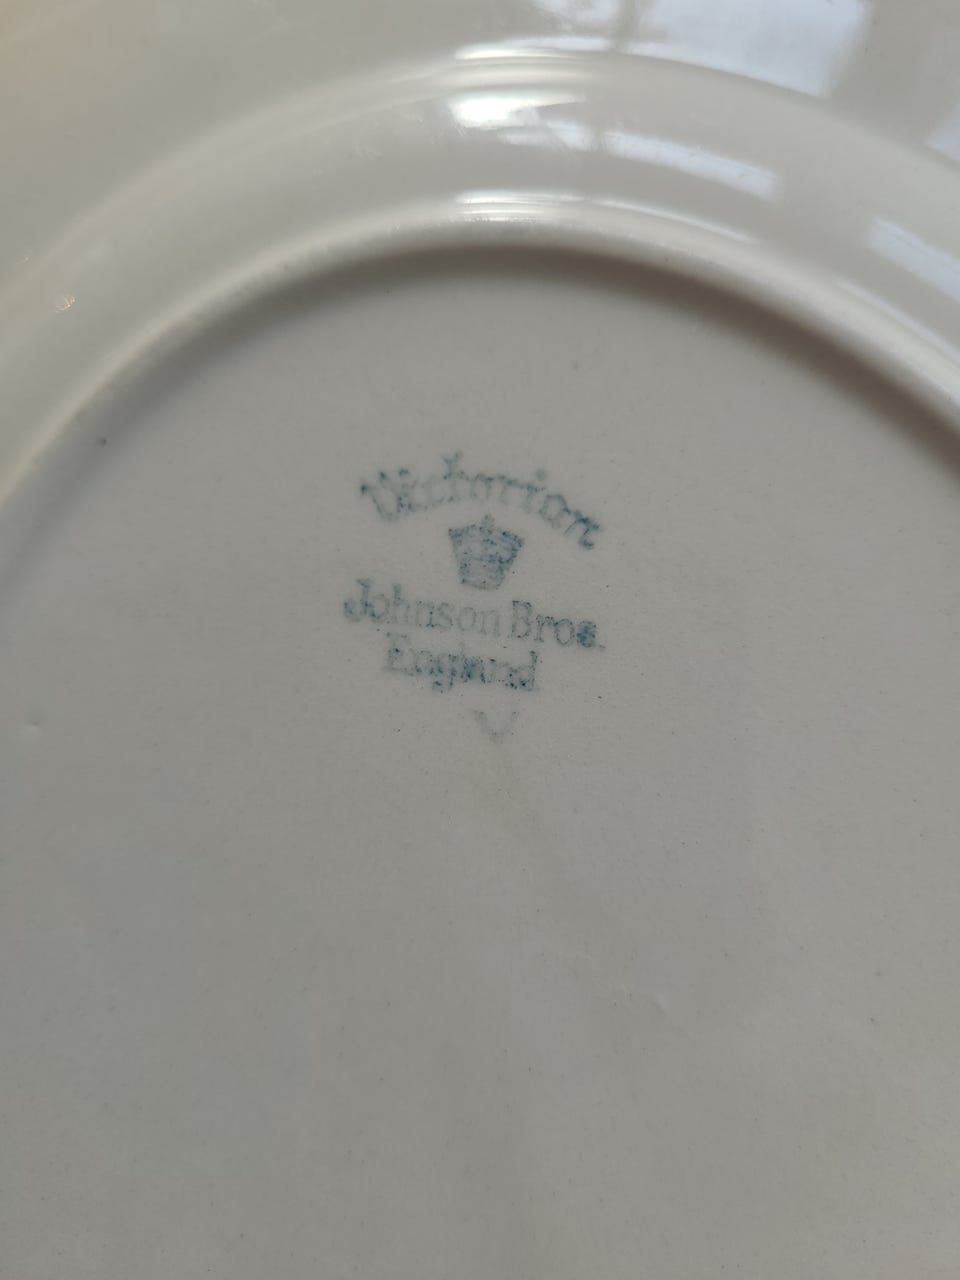 Victorian
Johnson Bros.
England
V